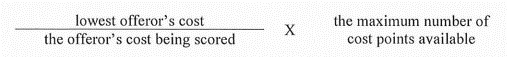 lowest offeror's cost
the offeror's cost being scored
X
the maximum number of
cost points available